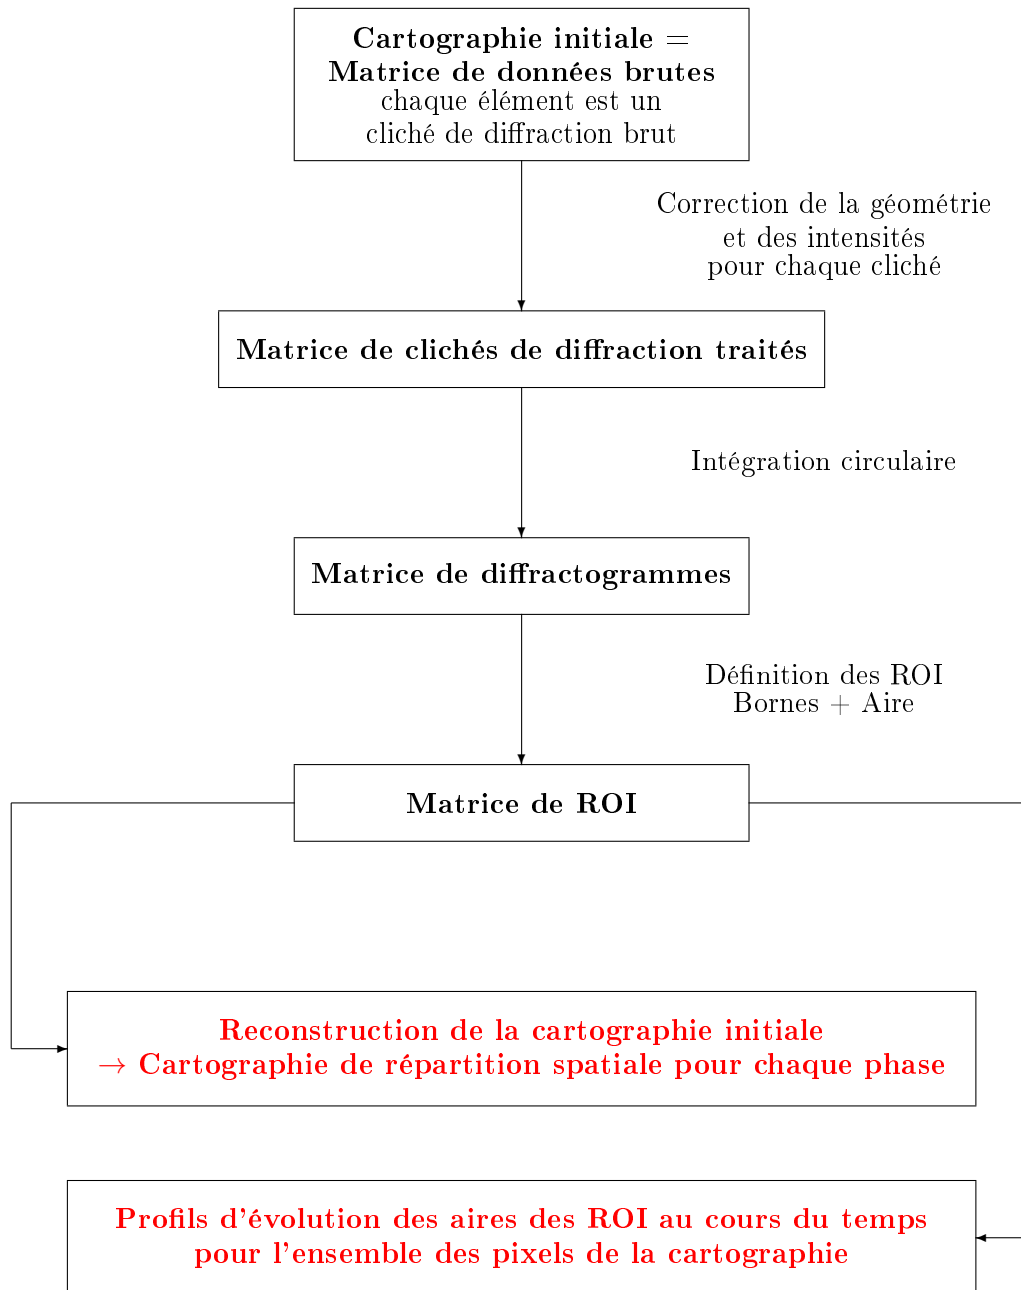 Cartographie initiale =
Matrice de données brutes
chaque élément est un
cliché de diffraction brut
Correction de la géométrie
et des intensités
pour chaque cliché
Matrice de clichés de diffraction traités
Intégration circulaire
Matrice de diffractogrammes
Définition des ROI
Bornes + Aire
Matrice de ROI
Reconstruction de la cartographie initiale
→ Cartographie de répartition spatiale pour chaque phase
Profils d'évolution des aires des ROI au cours du temps
pour l'ensemble des pixels de la cartographie